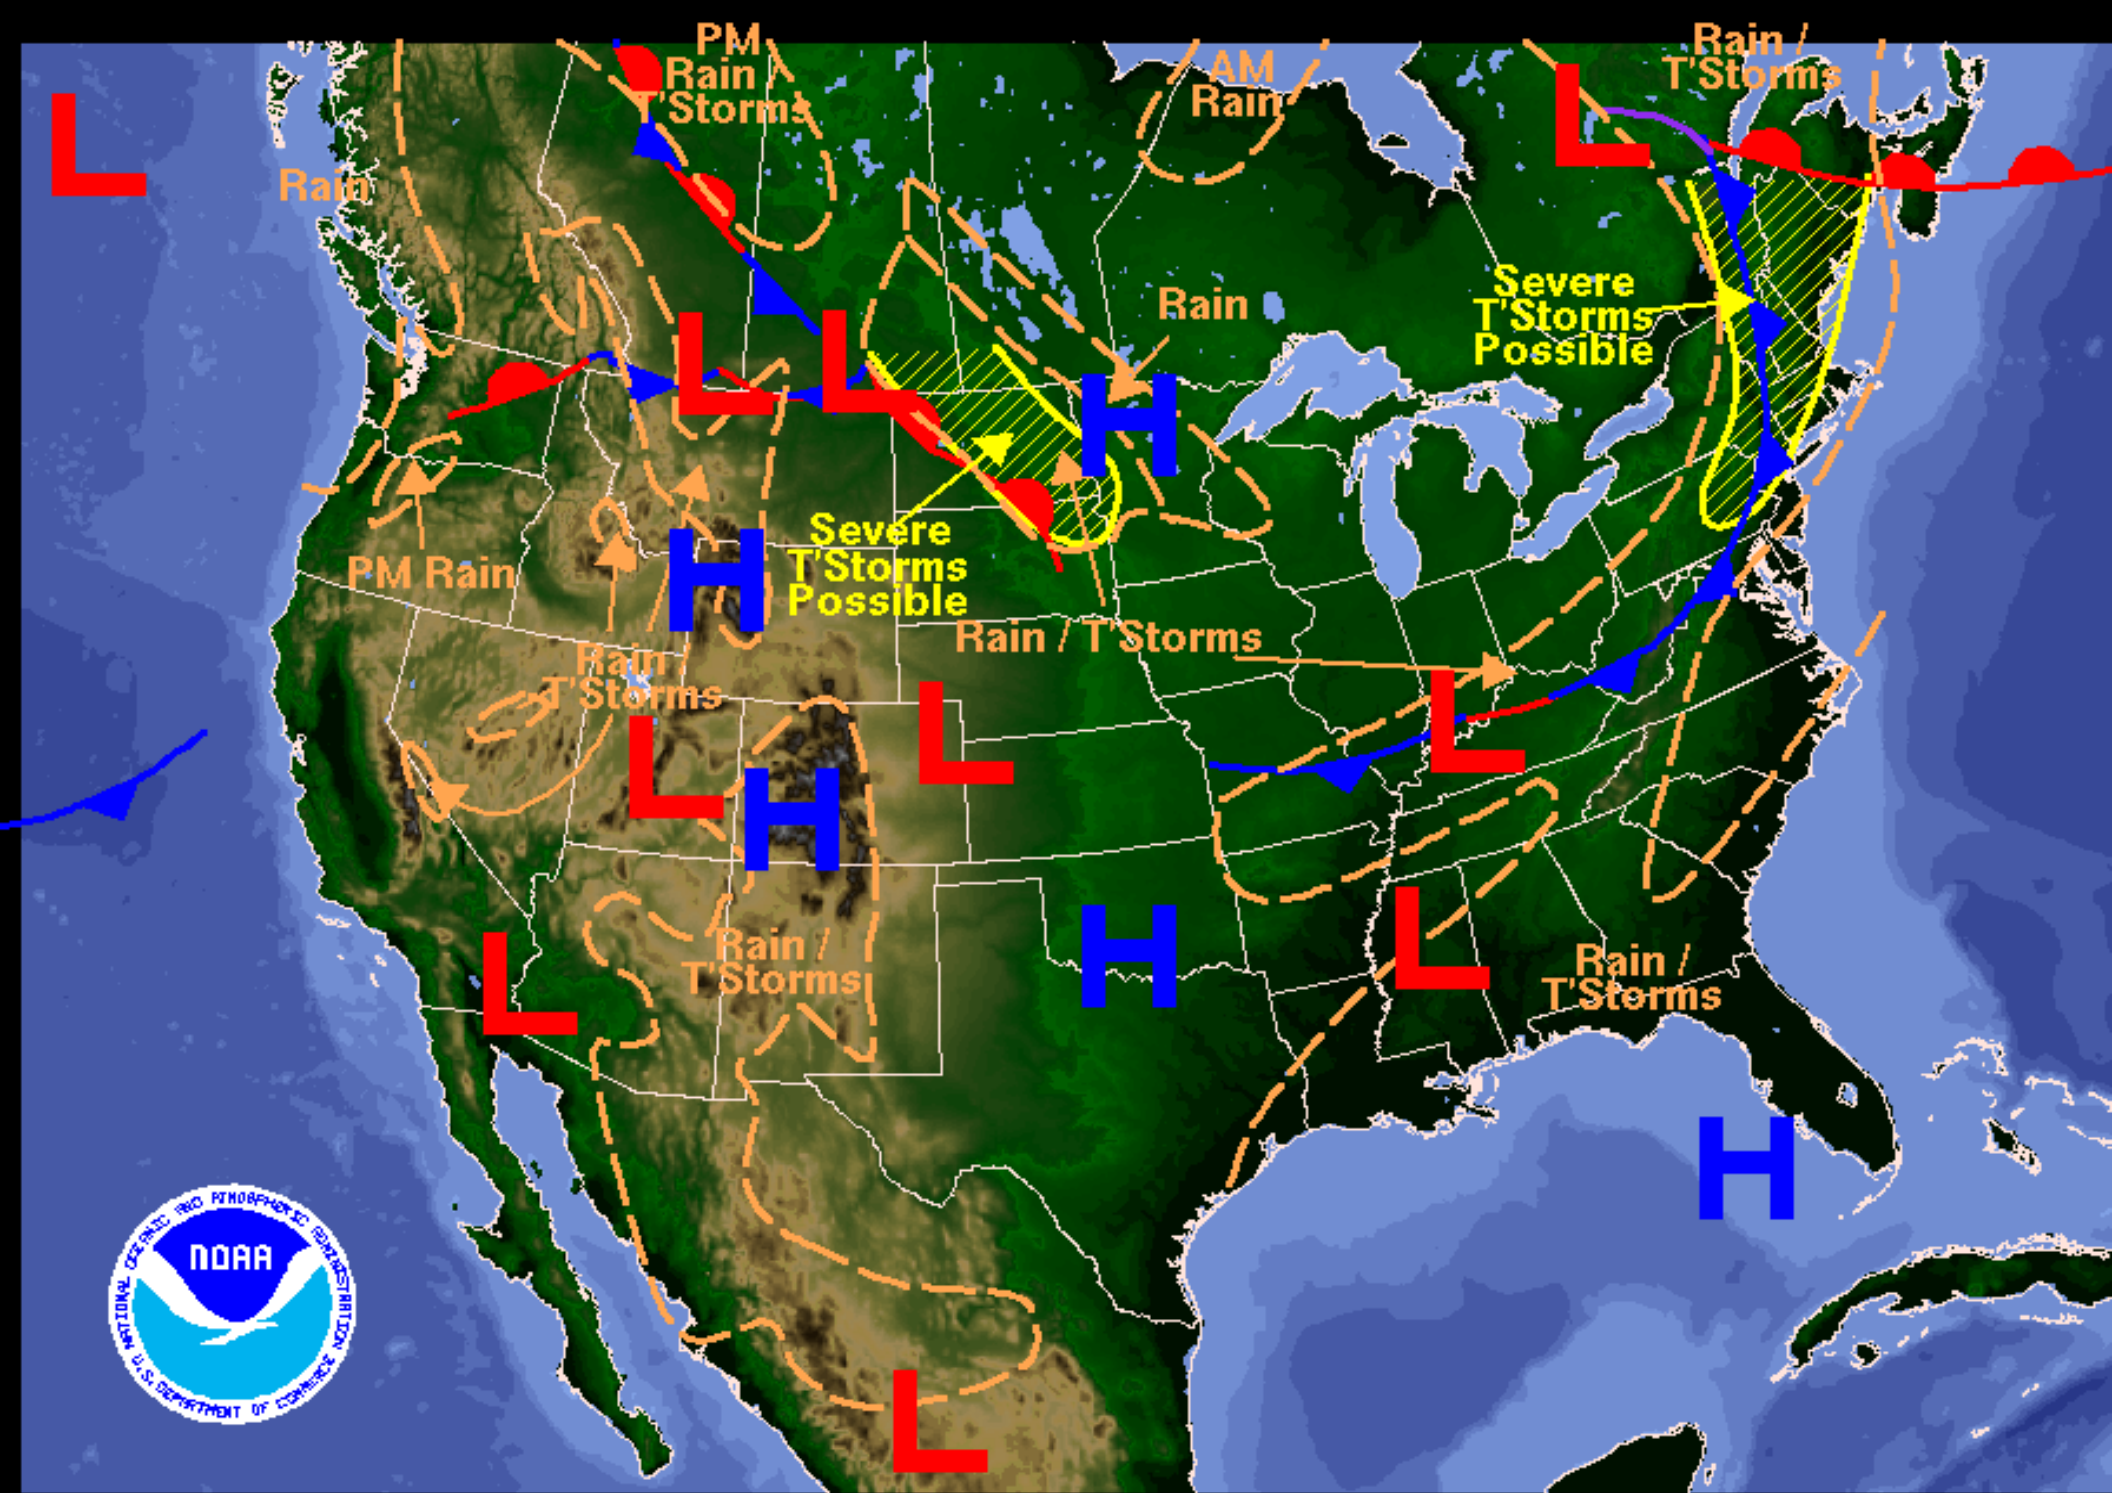 PM
Rain /
T'Storms
AM
Rain
Rain /
T'Storms
L
L
Rain
Rain
Severe
T'Storms
Possible
L
L
H
Severe
T'Storms
Possible
PM Rain
H
Rain / T'Storms
Rain /
T'Storms
L
L
L
H
L
H
L
Rain /
T'Storms
Rain /
T'Storms
H
L
NOAA
NATIONAL OCEANIC AND ATMOSPHERIC ADMINISTRATION
U.S. DEPARTMENT OF COMMERCE